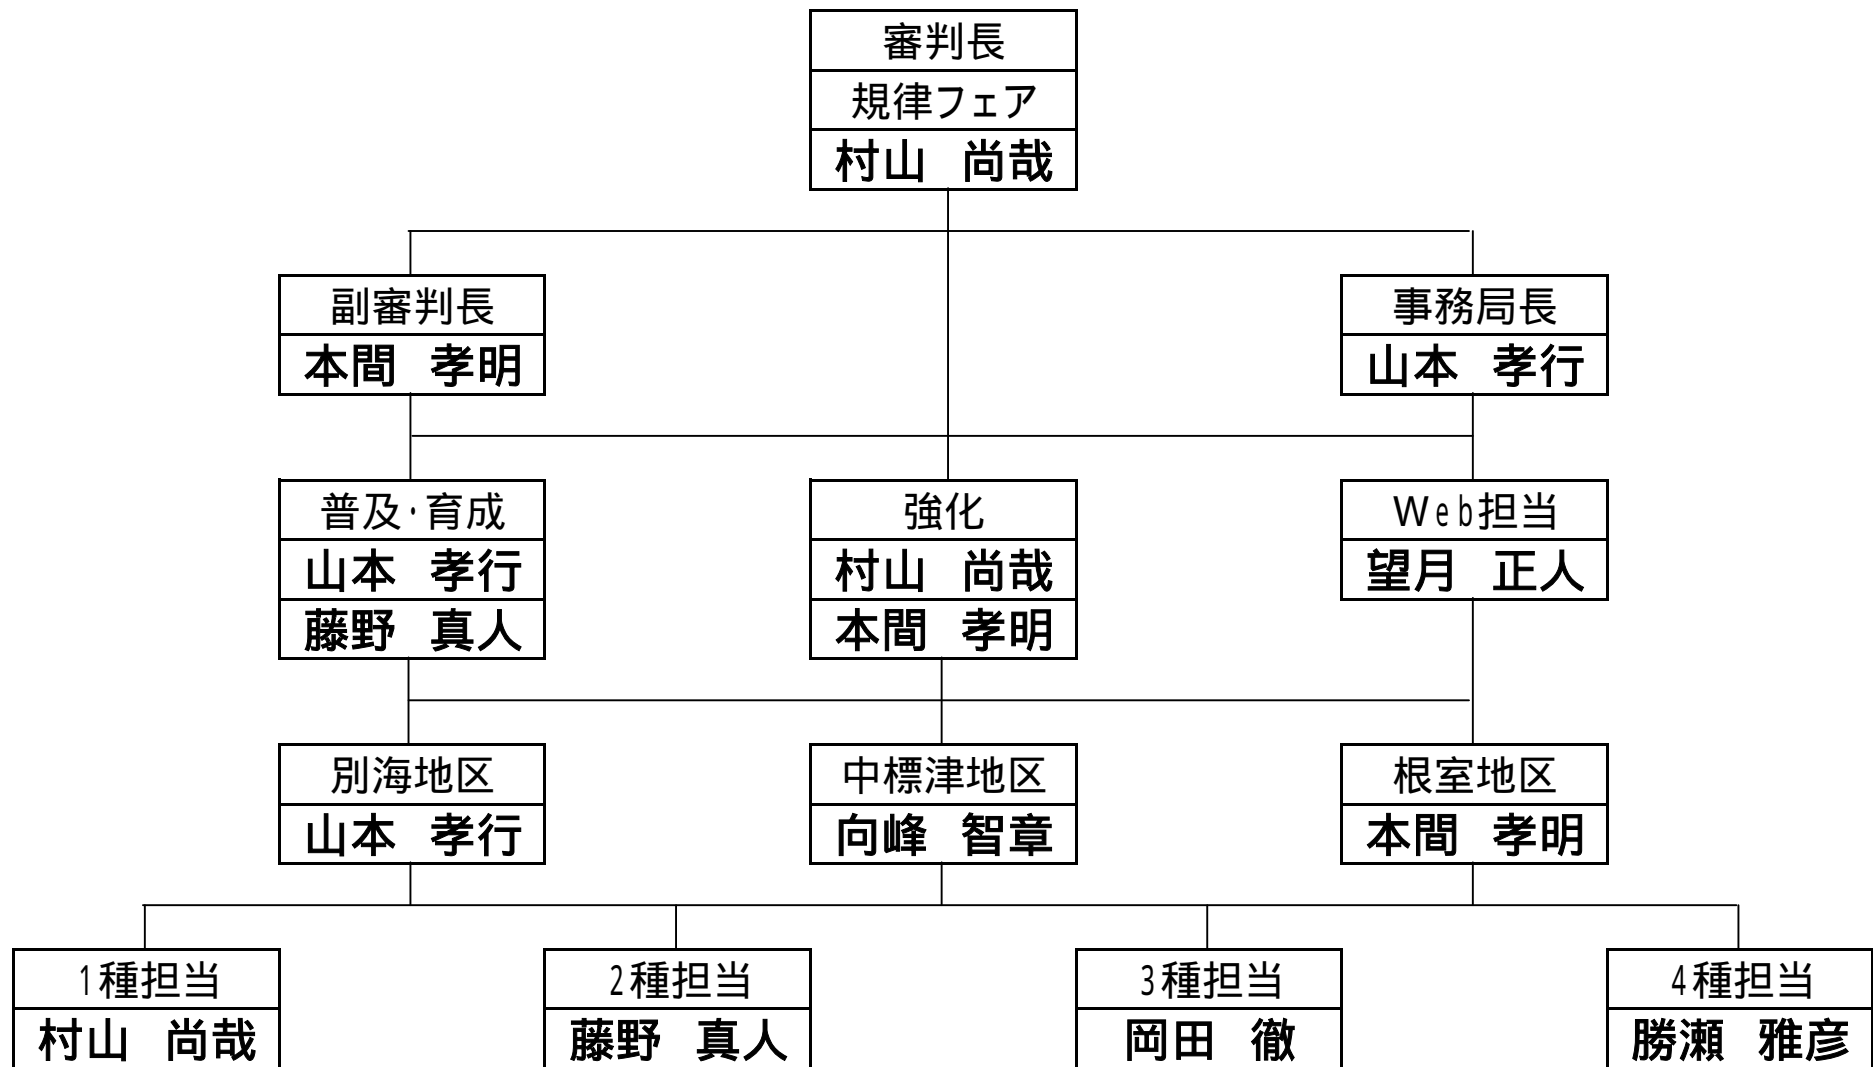 審判長
規律フェア
村山 尚哉
副審判長
本間 孝明
事務局長
山本 孝行
普及・育成
山本 孝行
藤野 真人
強化
村山 尚哉
本間 孝明
Web担当
望月 正人
別海地区
山本 孝行
中標津地区
向峰 智章
根室地区
本間 孝明
1種担当
村山 尚哉
2種担当
藤野 真人
3種担当
岡田 徹
4種担当
勝瀬 雅彦